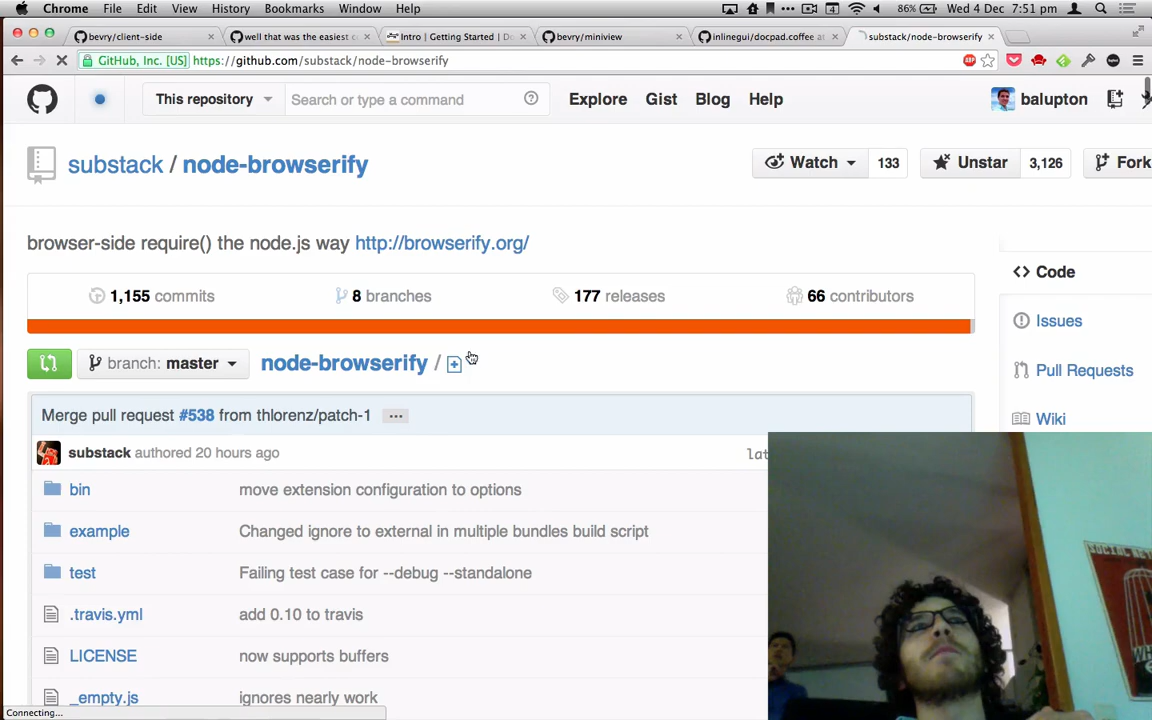 Chrome File Edit View History Bookmarks Window Help 4 86% Wed 4 Dec 7:51 pm
bevry/client-side well that was the easiest c Intro | Getting Started | Do bevry/miniview inlinegui/docpad.coffee at substack/node-browserify
GitHub, Inc. [US] https://github.com/substack/node-browserify
This repository Search or type a command Explore Gist Blog Help balupton
substack / node-browserify Watch 133 Unstar 3,126 Fork
browser-side require() the node.js way http://browserify.org/
1,155 commits 8 branches 177 releases 66 contributors
branch: master node-browserify /
Merge pull request #538 from thlorenz/patch-1 ...
substack authored 20 hours ago lat
bin move extension configuration to options
example Changed ignore to external in multiple bundles build script
test Failing test case for --debug --standalone
.travis.yml add 0.10 to travis
LICENSE now supports buffers
_empty.js ignores nearly work
Connecting...
Code
Issues
Pull Requests
Wiki
SOCIAL